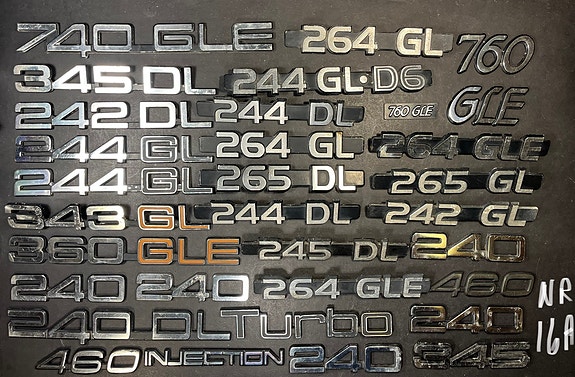 740 GLE 264 GL 760
345 DL 244 GL·D6
GLE
242 DL 244 DL 760 GLE
244 GL 264 GL 264 GLE
244 GL 265 DL 265 GL
343 GL 244 DL 242 GL
360 GLE 245 DL 240
240 240 264 GLE 460
NR
16A
240 DL Turbo 240
460 INJECTION 240 345